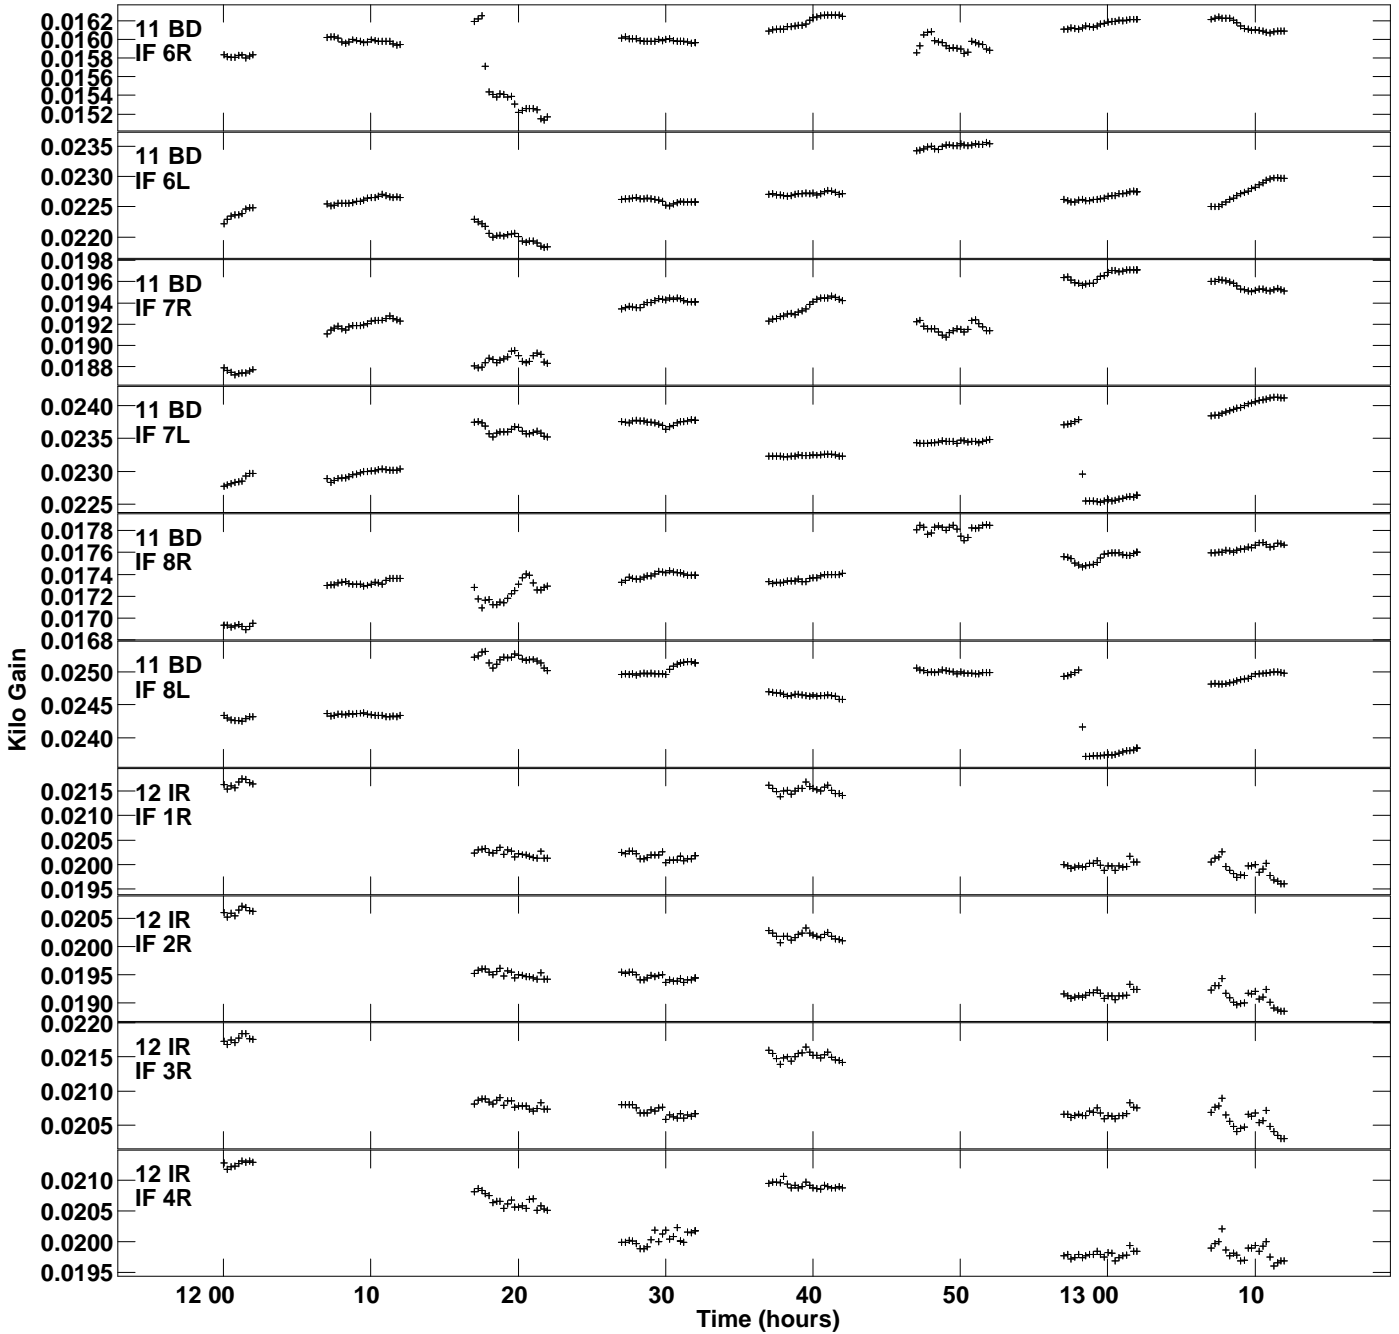 0.0162
0.0160
0.0158
0.0156
0.0154
0.0152
11 BD
IF 6R
0.0235
0.0230
0.0225
0.0220
11 BD
IF 6L
0.0198
0.0196
0.0194
0.0192
0.0190
0.0188
11 BD
IF 7R
0.0240
0.0235
0.0230
0.0225
11 BD
IF 7L
0.0178
0.0176
0.0174
0.0172
0.0170
0.0168
11 BD
IF 8R
0.0250
0.0245
0.0240
11 BD
IF 8L
0.0215
0.0210
0.0205
0.0200
0.0195
12 IR
IF 1R
0.0205
0.0200
0.0195
0.0190
12 IR
IF 2R
0.0220
0.0215
0.0210
0.0205
12 IR
IF 3R
0.0210
0.0205
0.0200
0.0195
12 IR
IF 4R
Kilo Gain
12 00 10 20 30 40 50 13 00 10
Time (hours)